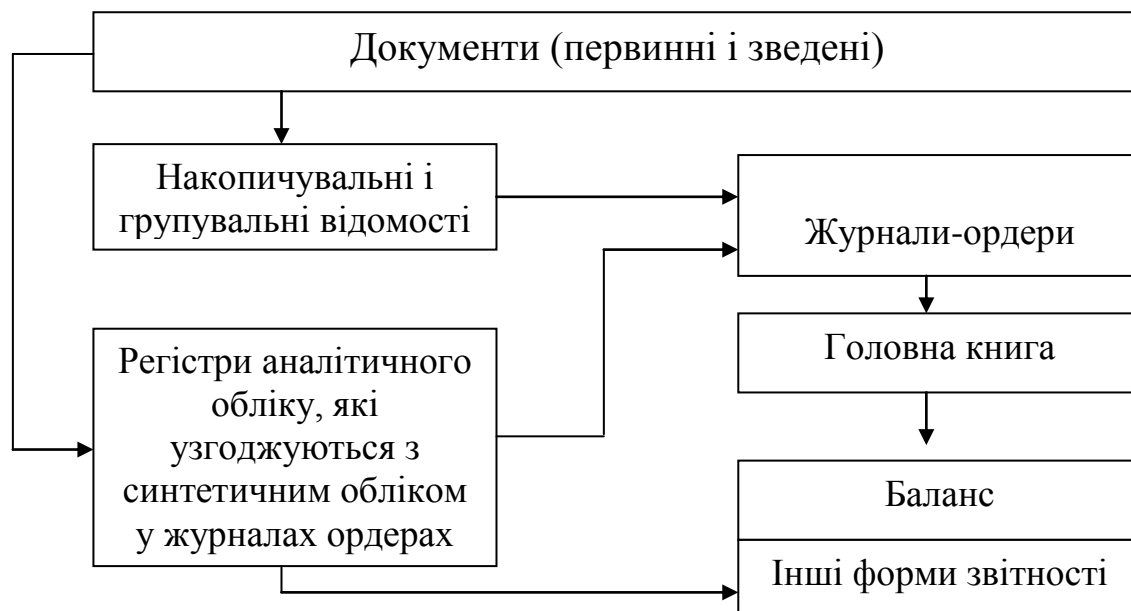 Документи (первинні і зведені)
Накопичувальні і
групувальні відомості
Журнали-ордери
Головна книга
Регістри аналітичного
обліку, які
узгоджуються з
синтетичним обліком
у журналах ордерах
Баланс
Інші форми звітності